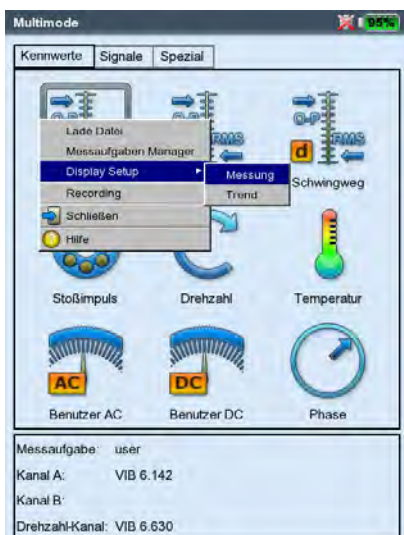 Multimode
95%
Kennwerte Signale Spezial
O-P
O-P RMS
O-P RMS
d
Lade Datei
Messaufgaben Manager
Display Setup
Recording
Schließen
Hilfe
Messung
Trend
Schwingweg
Stoßimpuls Drehzahl Temperatur
AC DC
Benutzer AC Benutzer DC Phase
Messaufgabe: user
Kanal A: VIB 6.142
Kanal B:
Drehzahl-Kanal: VIB 6.630